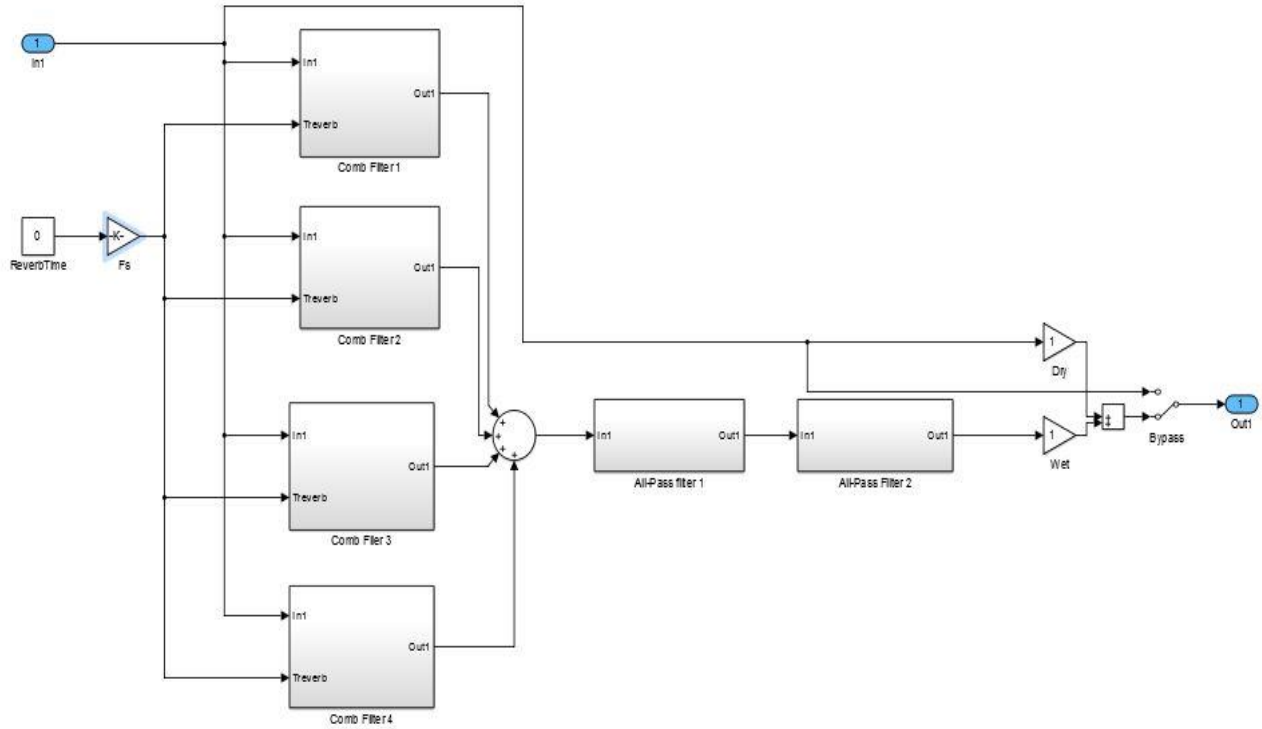 1
In1
In1
Out1
Treverb
Comb Filter 1
0
ReverbTime
-K-
Fs
In1
Out1
Treverb
Comb Filter 2
1
Dry
In1
Out1
Treverb
Comb Filer 3
+
+
+
+
In1
Out1
All-Pass filter 1
In1
Out1
All-Pass Filter 2
1
Wet
+
+
Bypass
1
Out1
In1
Out1
Treverb
Comb Filter 4